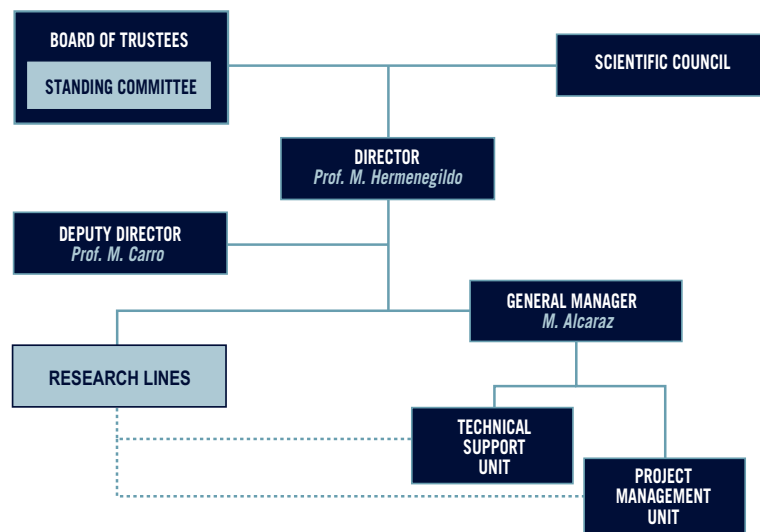 BOARD OF TRUSTEES
STANDING COMMITTEE
SCIENTIFIC COUNCIL
DIRECTOR
Prof. M. Hermenegildo
DEPUTY DIRECTOR
Prof. M. Carro
GENERAL MANAGER
M. Alcaraz
RESEARCH LINES
TECHNICAL
SUPPORT
UNIT
PROJECT
MANAGEMENT
UNIT